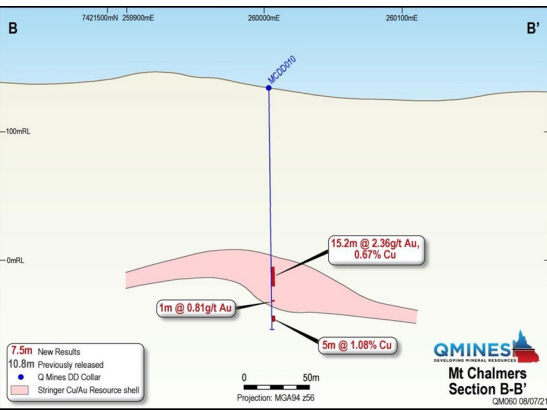 7421500mN 259900mE 260000mE 260100mE
B B'
MCDD010
100mRL
0mRL
15.2m @ 2.36g/t Au,
0.67% Cu
1m @ 0.81g/t Au
5m @ 1.08% Cu
7.5m New Results
10.8m Previously released
Q Mines DD Collar
Stringer Cu/Au Resource shell
0 50m
Projection: MGA94 z56
QMINES
DEVELOPING MINERAL RESOURCES
Mt Chalmers
Section B-B'
QM060 08/07/21